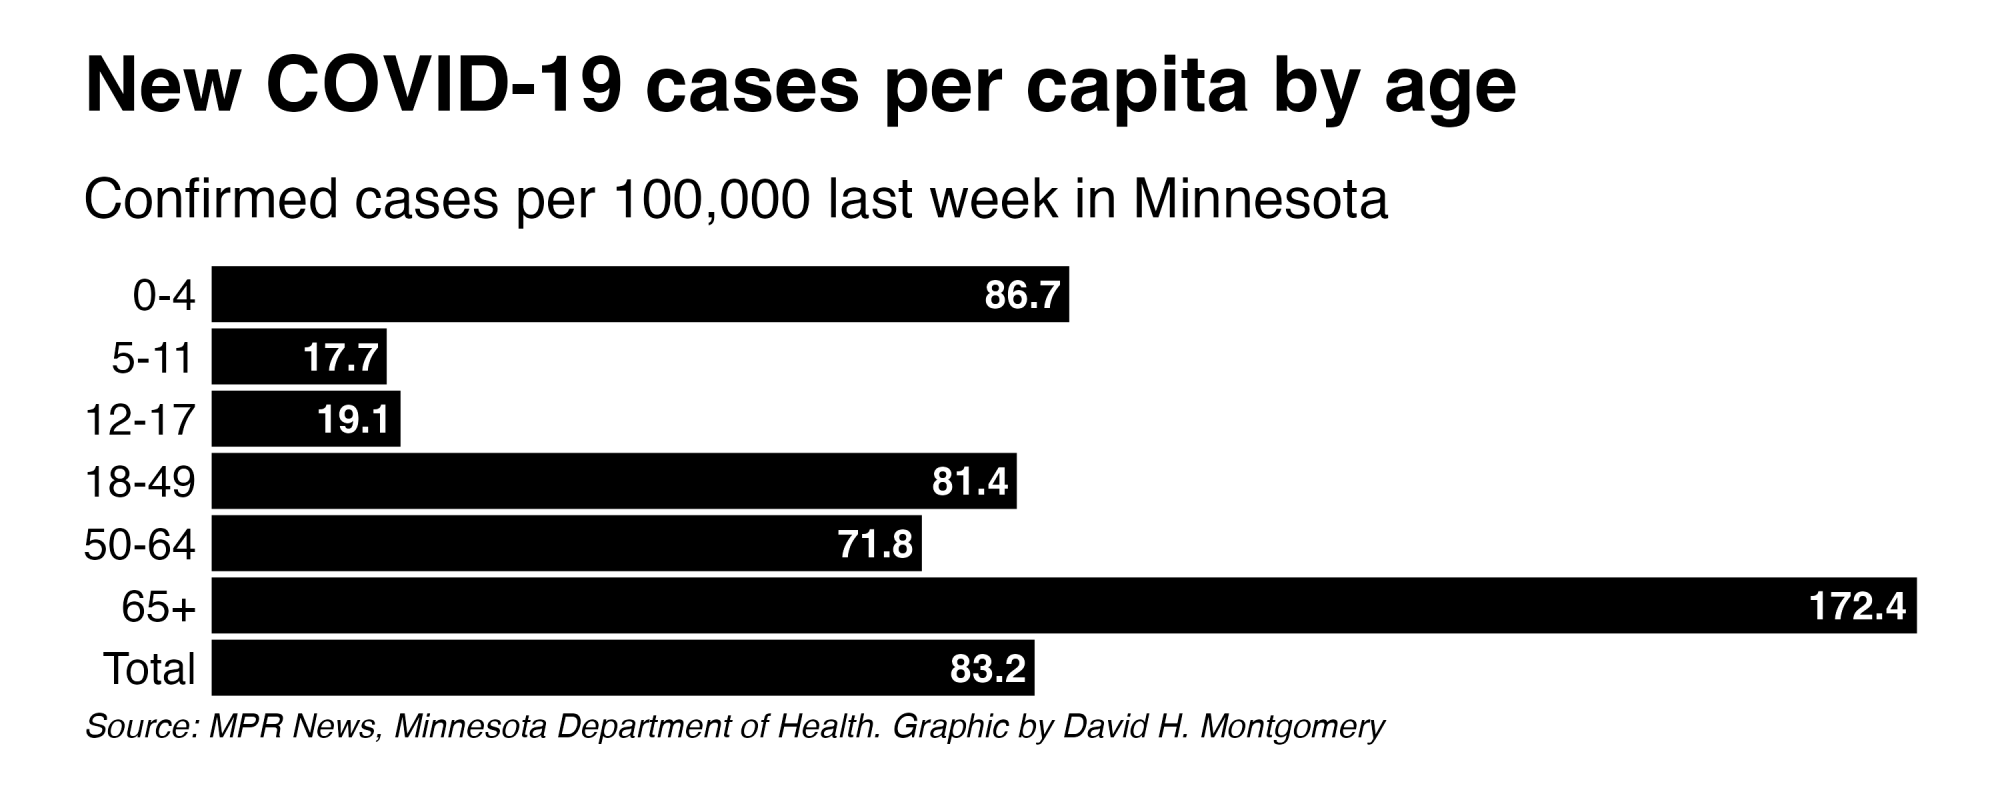 New COVID-19 cases per capita by age
Confirmed cases per 100,000 last week in Minnesota
0-4 86.7
5-11 17.7
12-17 19.1
18-49 81.4
50-64 71.8
65+ 172.4
Total 83.2
Source: MPR News, Minnesota Department of Health. Graphic by David H. Montgomery